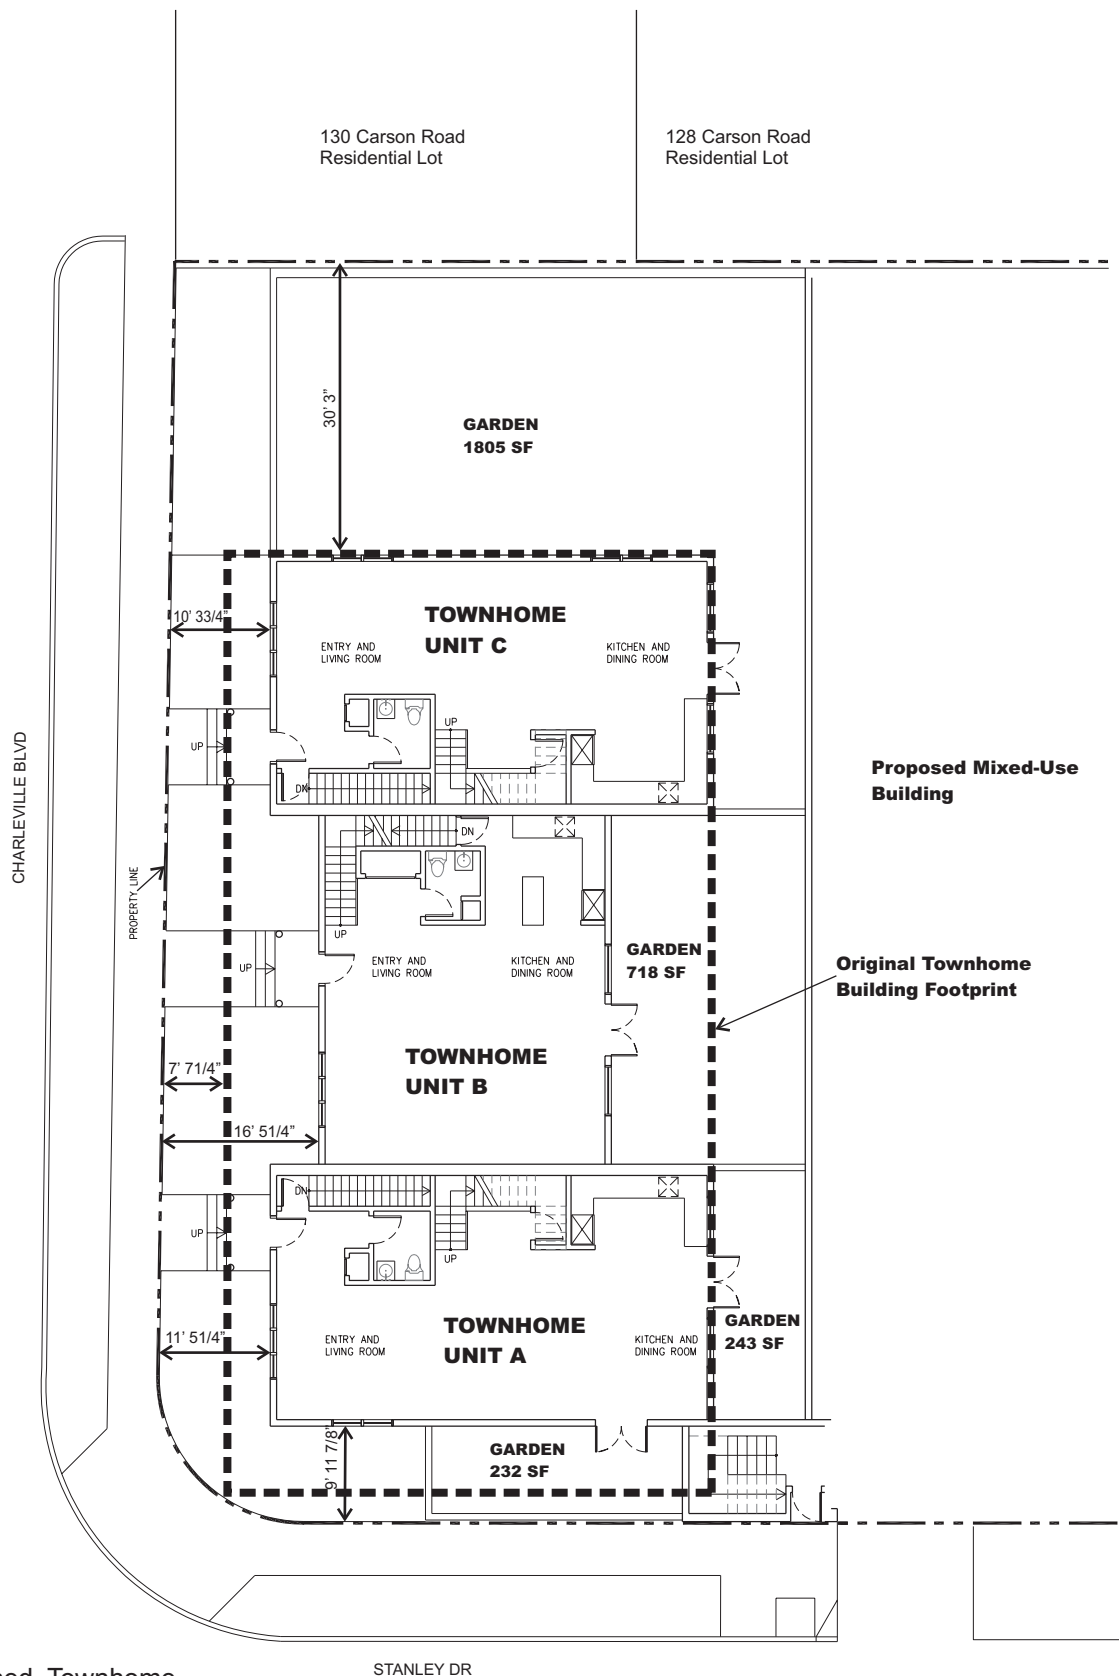 130 Carson Road
Residential Lot
128 Carson Road
Residential Lot
30' 3"
GARDEN
1805 SF
10' 33/4"
TOWNHOME
UNIT C
ENTRY AND
LIVING ROOM
KITCHEN AND
DINING ROOM
UP
UP
DN
CHARLEVILLE BLVD
Proposed Mixed-Use
Building
PROPERTY LINE
DN
UP
UP
ENTRY AND
LIVING ROOM
KITCHEN AND
DINING ROOM
GARDEN
718 SF
Original Townhome
Building Footprint
TOWNHOME
UNIT B
7' 71/4"
16' 51/4"
DN
UP
UP
11' 51/4"
ENTRY AND
LIVING ROOM
TOWNHOME
UNIT A
KITCHEN AND
DINING ROOM
GARDEN
243 SF
9' 11 7/8"
GARDEN
232 SF
STANLEY DR
Townhome